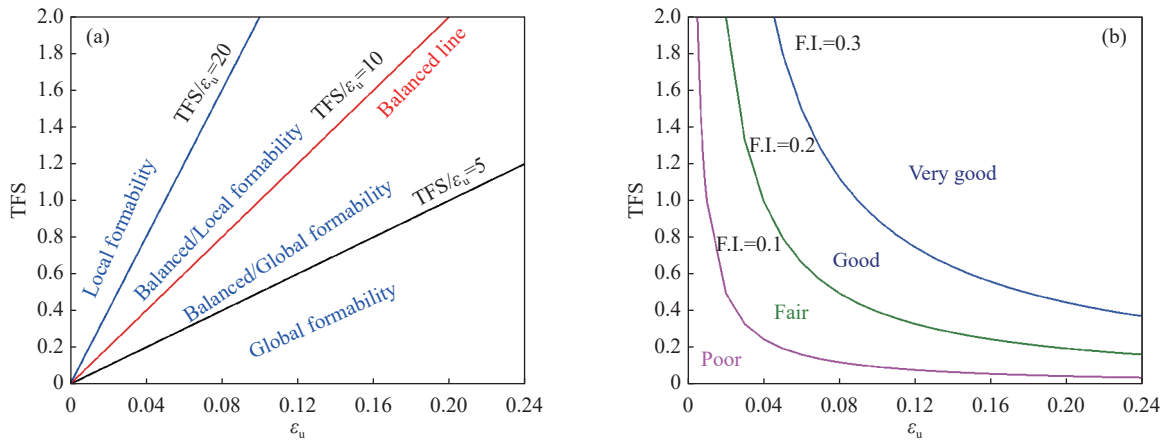 (a)
TFS/εu=20
TFS/εu=10
Balanced line
Local formability
Balanced/Local formability
TFS/εu=5
Balanced/Global formability
Global formability
TFS
2.0
1.8
1.6
1.4
1.2
1.0
0.8
0.6
0.4
0.2
0
0 0.04 0.08 0.12 0.16 0.20 0.24
εu
(b)
F.I.=0.3
F.I.=0.2
Very good
F.I.=0.1
Good
Fair
Poor
TFS
2.0
1.8
1.6
1.4
1.2
1.0
0.8
0.6
0.4
0.2
0
0 0.04 0.08 0.12 0.16 0.20 0.24
εu